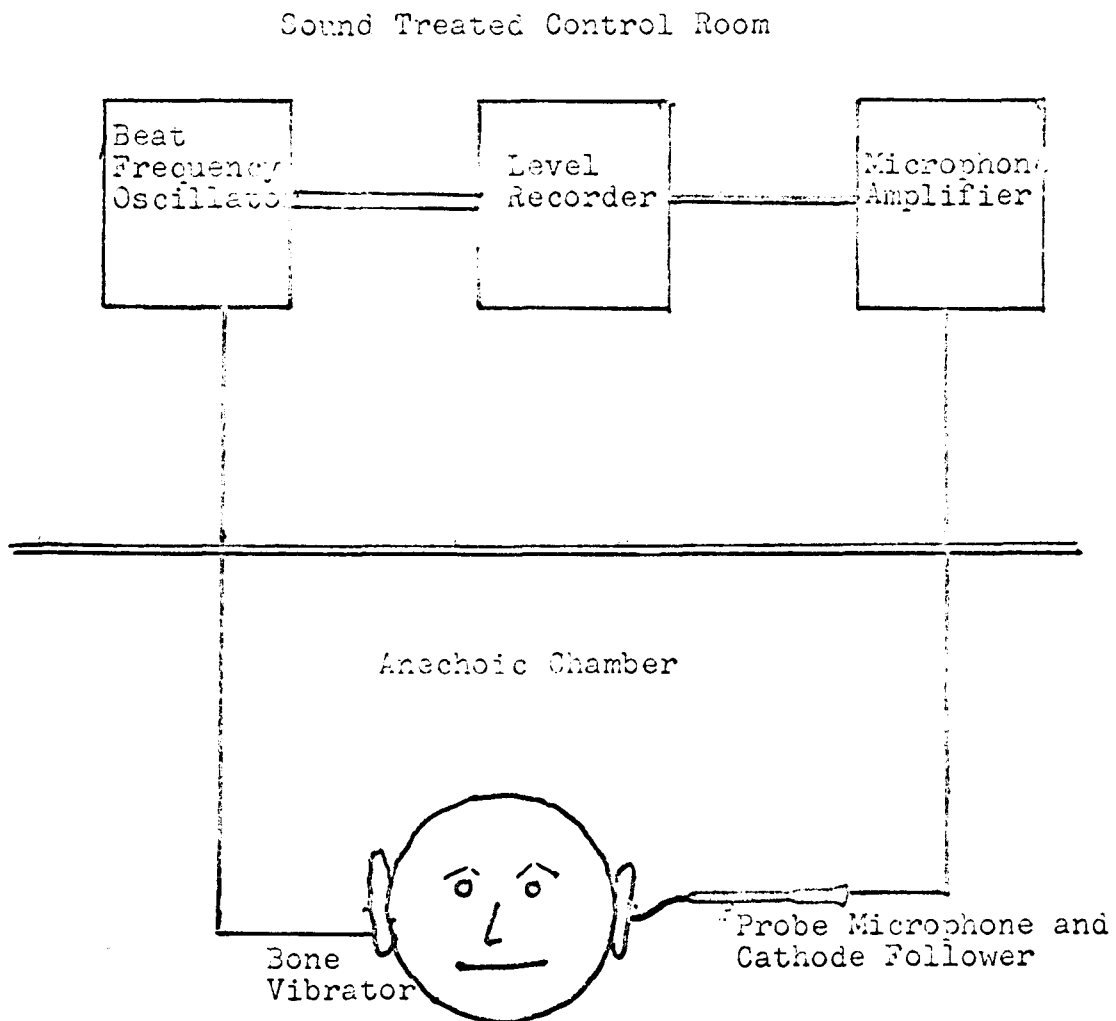 Sound Treated Control Room
Beat
Frequency
Oscillator
Level
Recorder
Microphone
Amplifier
Anechoic Chamber
Bone
Vibrator
Probe Microphone and
Cathode Follower